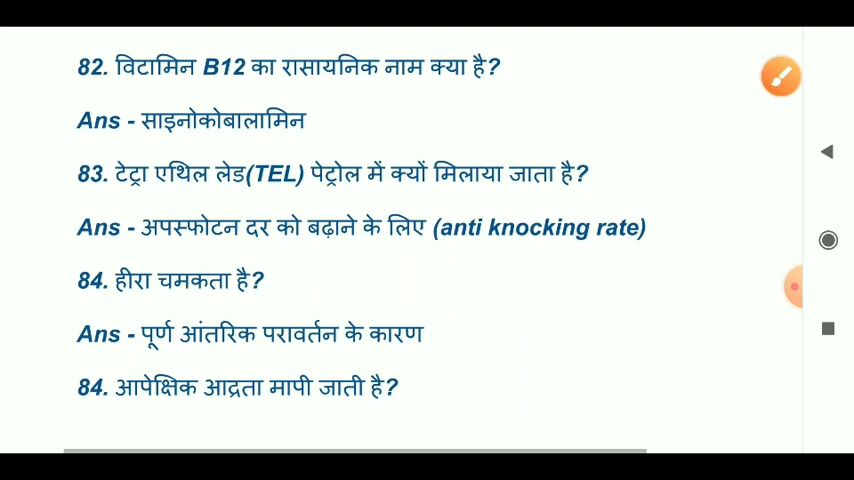 82. विटामिन B12 का रासायनिक नाम क्या है?
Ans - साइनोकोबालामिन
83. टेट्रा एथिल लेड(TEL) पेट्रोल में क्यों मिलाया जाता है?
Ans - अपस्फोटन दर को बढ़ाने के लिए (anti knocking rate)
84. हीरा चमकता है?
Ans - पूर्ण आंतरिक परावर्तन के कारण
84. आपेक्षिक आद्रता मापी जाती है?